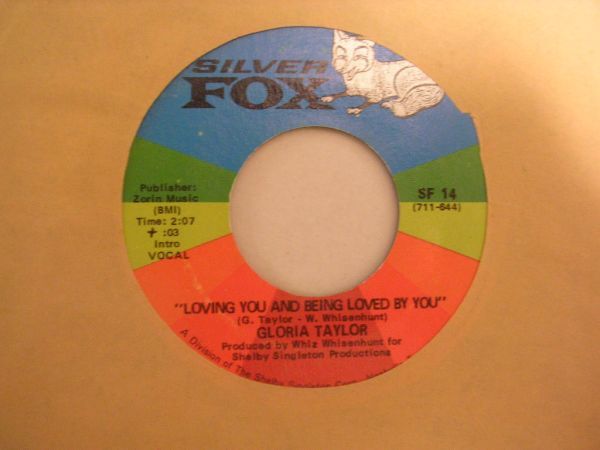 SILVER
FOX
Publisher:
Zorin Music
(BMI)
Time: 2:07
+ :03
Intro
VOCAL
SF 14
(711-644)
"LOVING YOU AND BEING LOVED BY YOU"
(G. Taylor - W. Whisenhunt)
GLORIA TAYLOR
Produced by Whiz Whisenhunt for
Shelby Singleton Productions
A Division of The Shelby Singleton Corp.